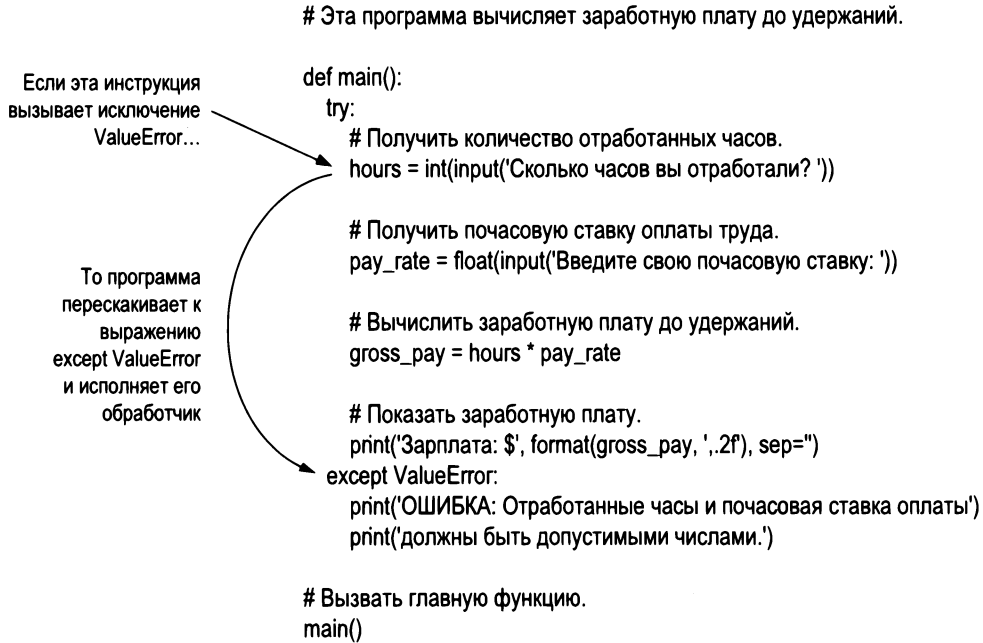 # Эта программа вычисляет заработную плату до удержаний.
def main():
try:
# Получить количество отработанных часов.
hours = int(input('Сколько часов вы отработали? '))
# Получить почасовую ставку оплаты труда.
pay_rate = float(input('Введите свою почасовую ставку: '))
# Вычислить заработную плату до удержаний.
gross_pay = hours * pay_rate
# Показать заработную плату.
print('Зарплата: $', format(gross_pay, ',.2f'), sep='')
except ValueError:
print('ОШИБКА: Отработанные часы и почасовая ставка оплаты')
print('должны быть допустимыми числами.')
# Вызвать главную функцию.
main()
Если эта инструкция
вызывает исключение
ValueError...
То программа
перескакивает к
выражению
except ValueError
и исполняет его
обработчик